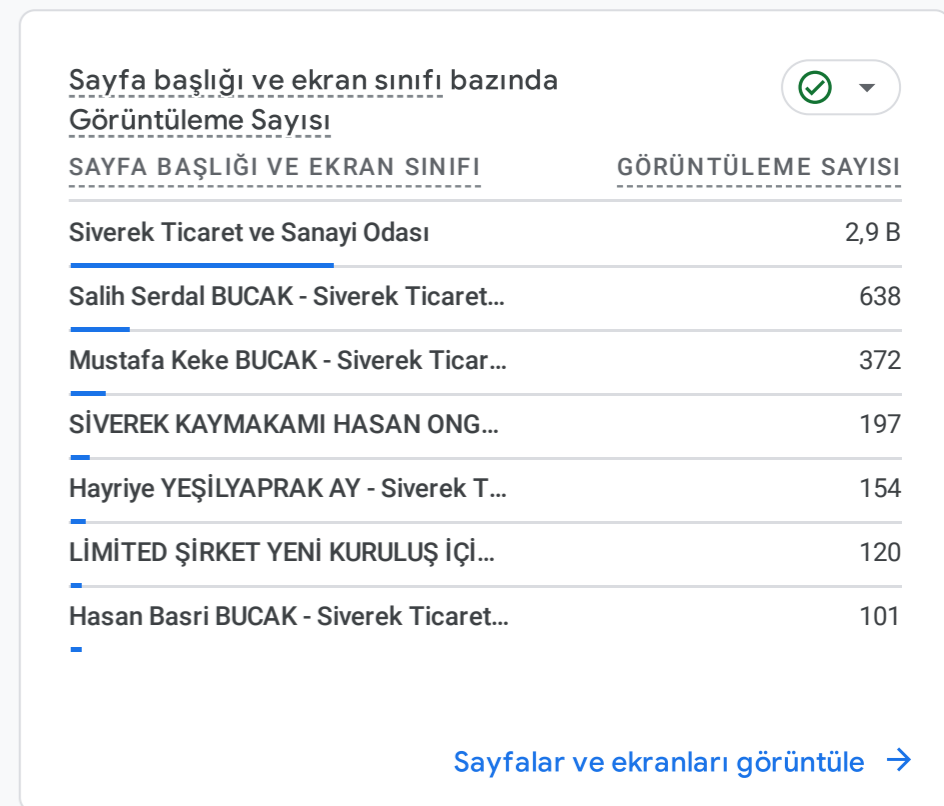 Sayfa başlığı ve ekran sınıfı bazında
Görüntüleme Sayısı
SAYFA BAŞLIĞI VE EKRAN SINIFI GÖRÜNTÜLEME SAYISI
Siverek Ticaret ve Sanayi Odası 2,9 B
Salih Serdal BUCAK - Siverek Ticaret... 638
Mustafa Keke BUCAK - Siverek Ticar... 372
SİVEREK KAYMAKAMI HASAN ONG... 197
Hayriye YEŞİLYAPRAK AY - Siverek T... 154
LİMİTED ŞİRKET YENİ KURULUŞ İÇİ... 120
Hasan Basri BUCAK - Siverek Ticaret... 101
Sayfalar ve ekranları görüntüle →